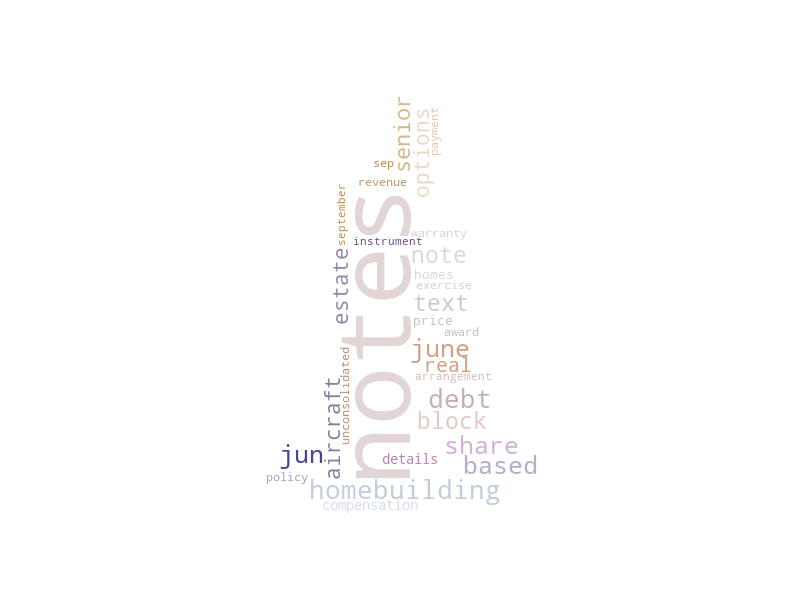 senior
options
payment
sep
revenue
september
notes
instrument
warranty
estate
note
homes
exercise
text
price
award
june
unconsolidated
real
arrangement
aircraft
debt
block
share
jun
details
based
policy
homebuilding
compensation